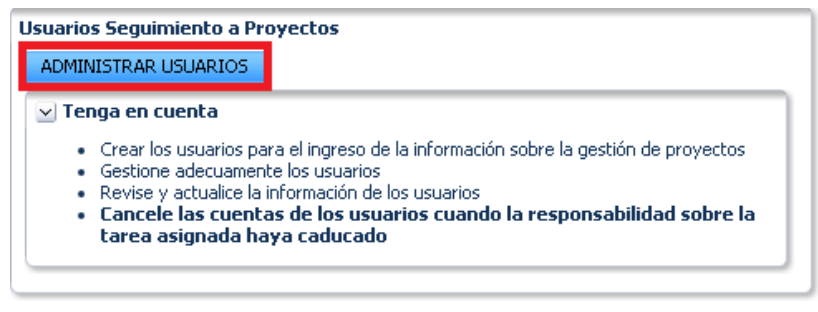 Usuarios Seguimiento a Proyectos
ADMINISTRAR USUARIOS
Tenga en cuenta
• Crear los usuarios para el ingreso de la información sobre la gestión de proyectos
• Gestione adecuamente los usuarios
• Revise y actualice la información de los usuarios
• Cancele las cuentas de los usuarios cuando la responsabilidad sobre la
tarea asignada haya caducado